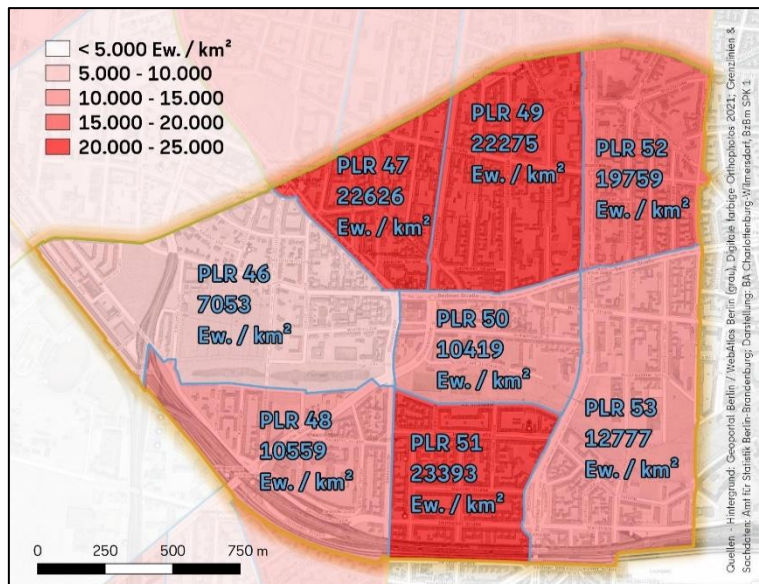 < 5.000 Ew. / km²
5.000 - 10.000
10.000 - 15.000
15.000 - 20.000
20.000 - 25.000
PLR 49
22275
Ew. / km²
PLR 47
22626
Ew. / km²
PLR 52
19759
Ew. / km²
PLR 46
7053
Ew. / km²
PLR 50
10419
Ew. / km²
PLR 48
10559
Ew. / km²
PLR 51
23393
Ew. / km²
PLR 53
12777
Ew. / km²
0 250 500 750 m
Quellen - Hintergrund: Geoportal Berlin / WebAtlas Berlin (grau), Digitale farbige Orthophotos 2021; Grenzlinien &
Sachdaten: Amt für Statistik Berlin-Brandenburg; Darstellung: BA Charlottenburg-Wilmersdorf, BzBm SPK 1